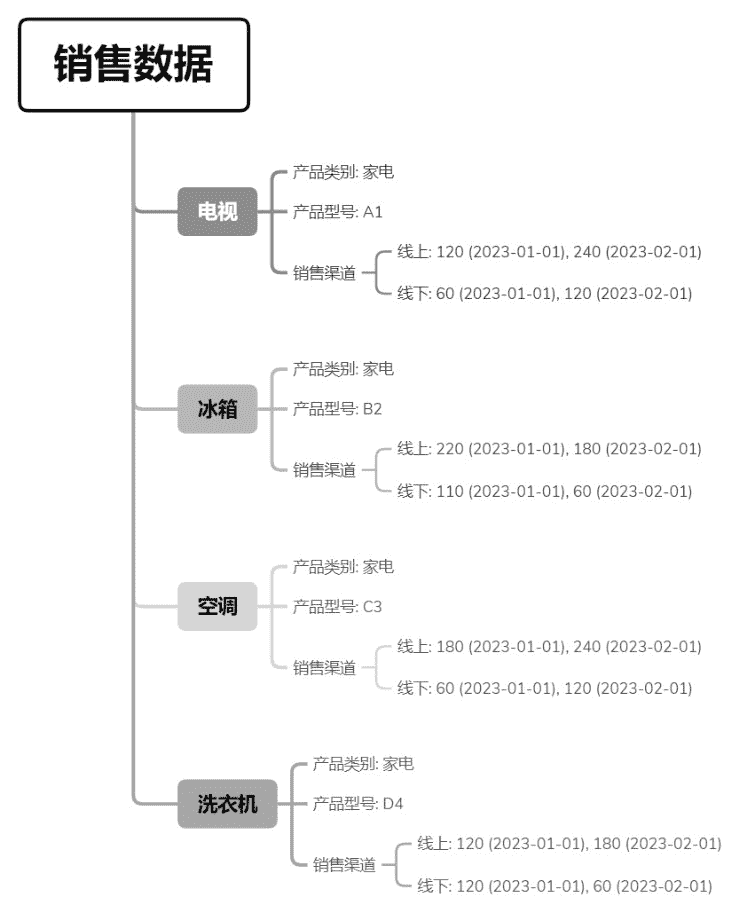 销售数据
电视
产品类别: 家电
产品型号: A1
销售渠道
线上: 120 (2023-01-01), 240 (2023-02-01)
线下: 60 (2023-01-01), 120 (2023-02-01)
冰箱
产品类别: 家电
产品型号: B2
销售渠道
线上: 220 (2023-01-01), 180 (2023-02-01)
线下: 110 (2023-01-01), 60 (2023-02-01)
空调
产品类别: 家电
产品型号: C3
销售渠道
线上: 180 (2023-01-01), 240 (2023-02-01)
线下: 60 (2023-01-01), 120 (2023-02-01)
洗衣机
产品类别: 家电
产品型号: D4
销售渠道
线上: 120 (2023-01-01), 180 (2023-02-01)
线下: 120 (2023-01-01), 60 (2023-02-01)